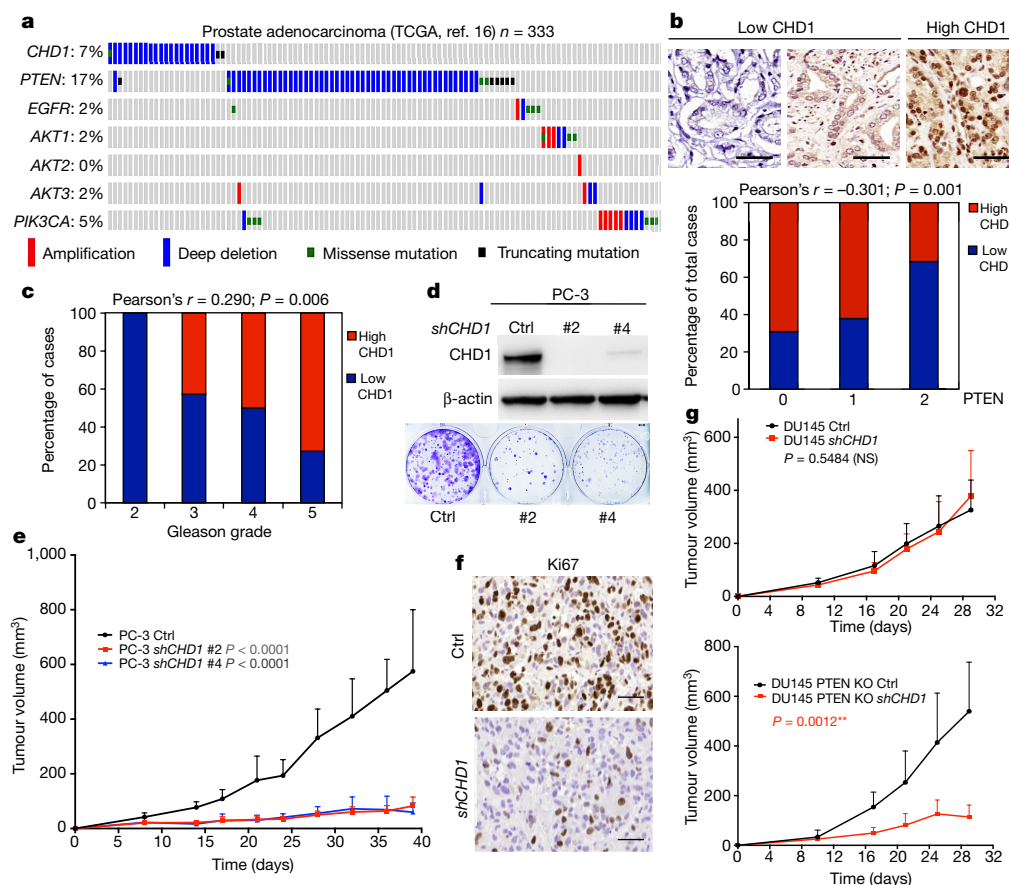 a
Prostate adenocarcinoma (TCGA, ref. 16) n = 333
CHD1: 7%
PTEN: 17%
EGFR: 2%
AKT1: 2%
AKT2: 0%
AKT3: 2%
PIK3CA: 5%
Amplification Deep deletion Missense mutation Truncating mutation
b
Low CHD1 High CHD1
Pearson's r = –0.301; P = 0.001
Percentage of total cases
100
80
60
40
20
0
High CHD
Low CHD
0 1 2 PTEN
c
Pearson's r = 0.290; P = 0.006
Percentage of cases
100
80
60
40
20
0
High CHD1
Low CHD1
2 3 4 5
Gleason grade
d
PC-3
shCHD1 Ctrl #2 #4
CHD1
β-actin
Ctrl #2 #4
e
Tumour volume (mm³)
1,000
800
600
400
200
0
PC-3 Ctrl
PC-3 shCHD1 #2 P < 0.0001
PC-3 shCHD1 #4 P < 0.0001
0 5 10 15 20 25 30 35 40
Time (days)
f
Ki67
Ctrl
shCHD1
g
Tumour volume (mm³)
600
400
200
0
DU145 Ctrl
DU145 shCHD1
P = 0.5484 (NS)
0 4 8 12 16 20 24 28 32
Time (days)
Tumour volume (mm³)
800
600
400
200
0
DU145 PTEN KO Ctrl
DU145 PTEN KO shCHD1
P = 0.0012**
0 4 8 12 16 20 24 28 32
Time (days)